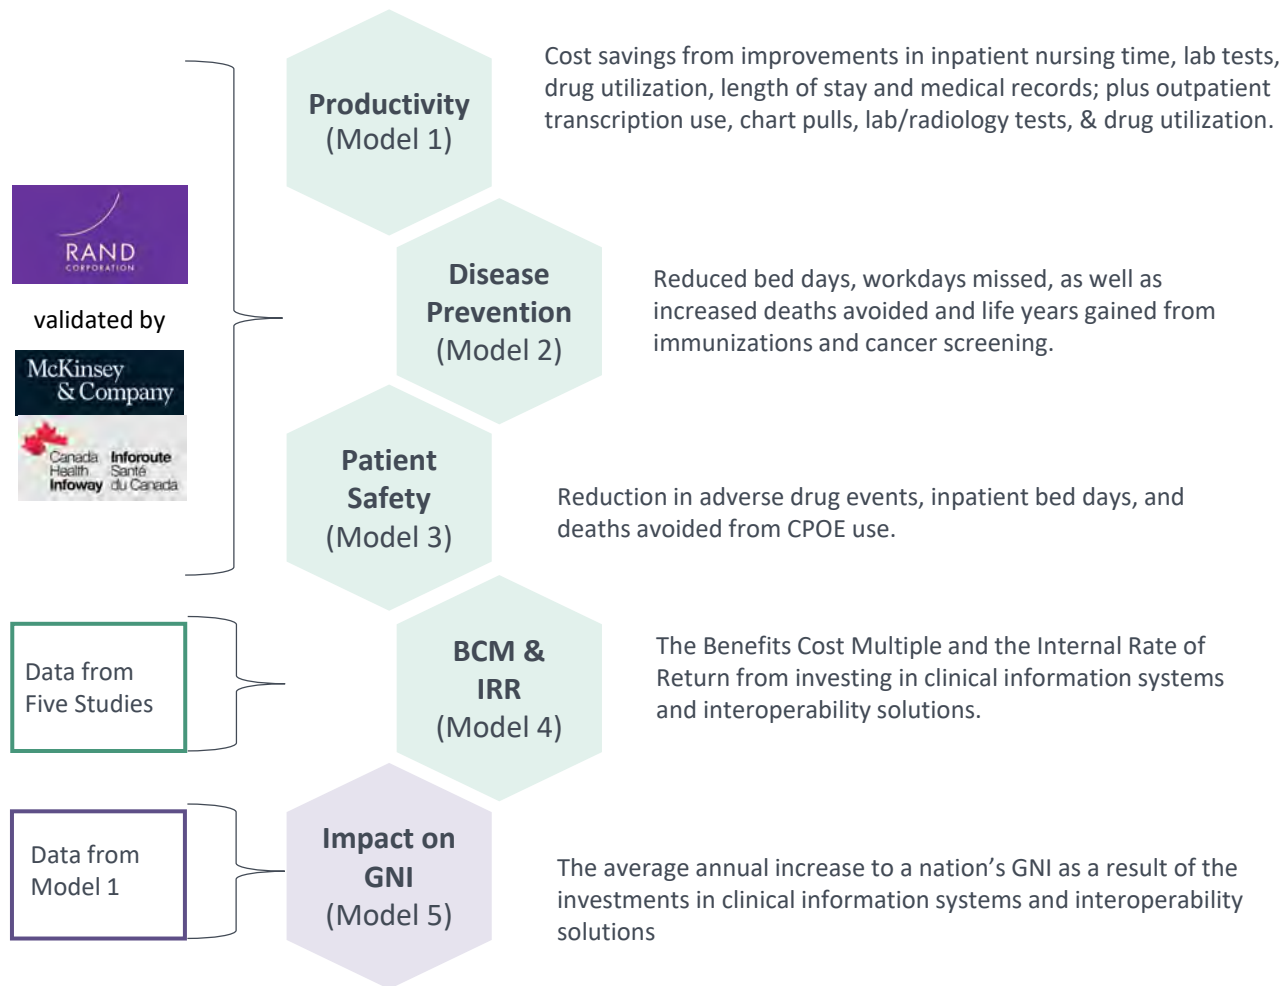 Productivity
(Model 1)
Cost savings from improvements in inpatient nursing time, lab tests,
drug utilization, length of stay and medical records; plus outpatient
transcription use, chart pulls, lab/radiology tests, & drug utilization.
RAND
CORPORATION
validated by
McKinsey
& Company
Canada Health Infoway
Inforoute Santé du Canada
Disease
Prevention
(Model 2)
Reduced bed days, workdays missed, as well as
increased deaths avoided and life years gained from
immunizations and cancer screening.
Patient
Safety
(Model 3)
Reduction in adverse drug events, inpatient bed days, and
deaths avoided from CPOE use.
Data from
Five Studies
BCM &
IRR
(Model 4)
The Benefits Cost Multiple and the Internal Rate of
Return from investing in clinical information systems
and interoperability solutions.
Data from
Model 1
Impact on
GNI
(Model 5)
The average annual increase to a nation’s GNI as a result of the
investments in clinical information systems and interoperability
solutions